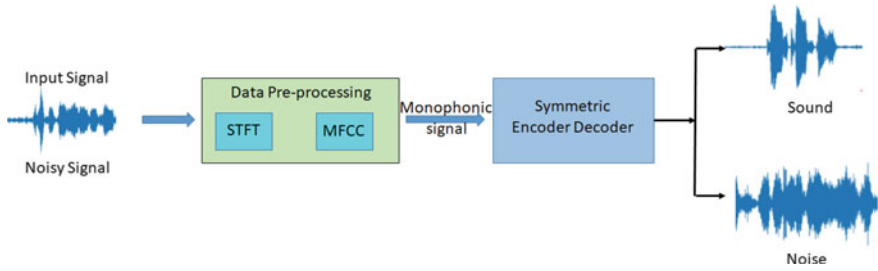 Input Signal
Noisy Signal
Data Pre-processing
STFT
MFCC
Monophonic
signal
Symmetric
Encoder Decoder
Sound
Noise